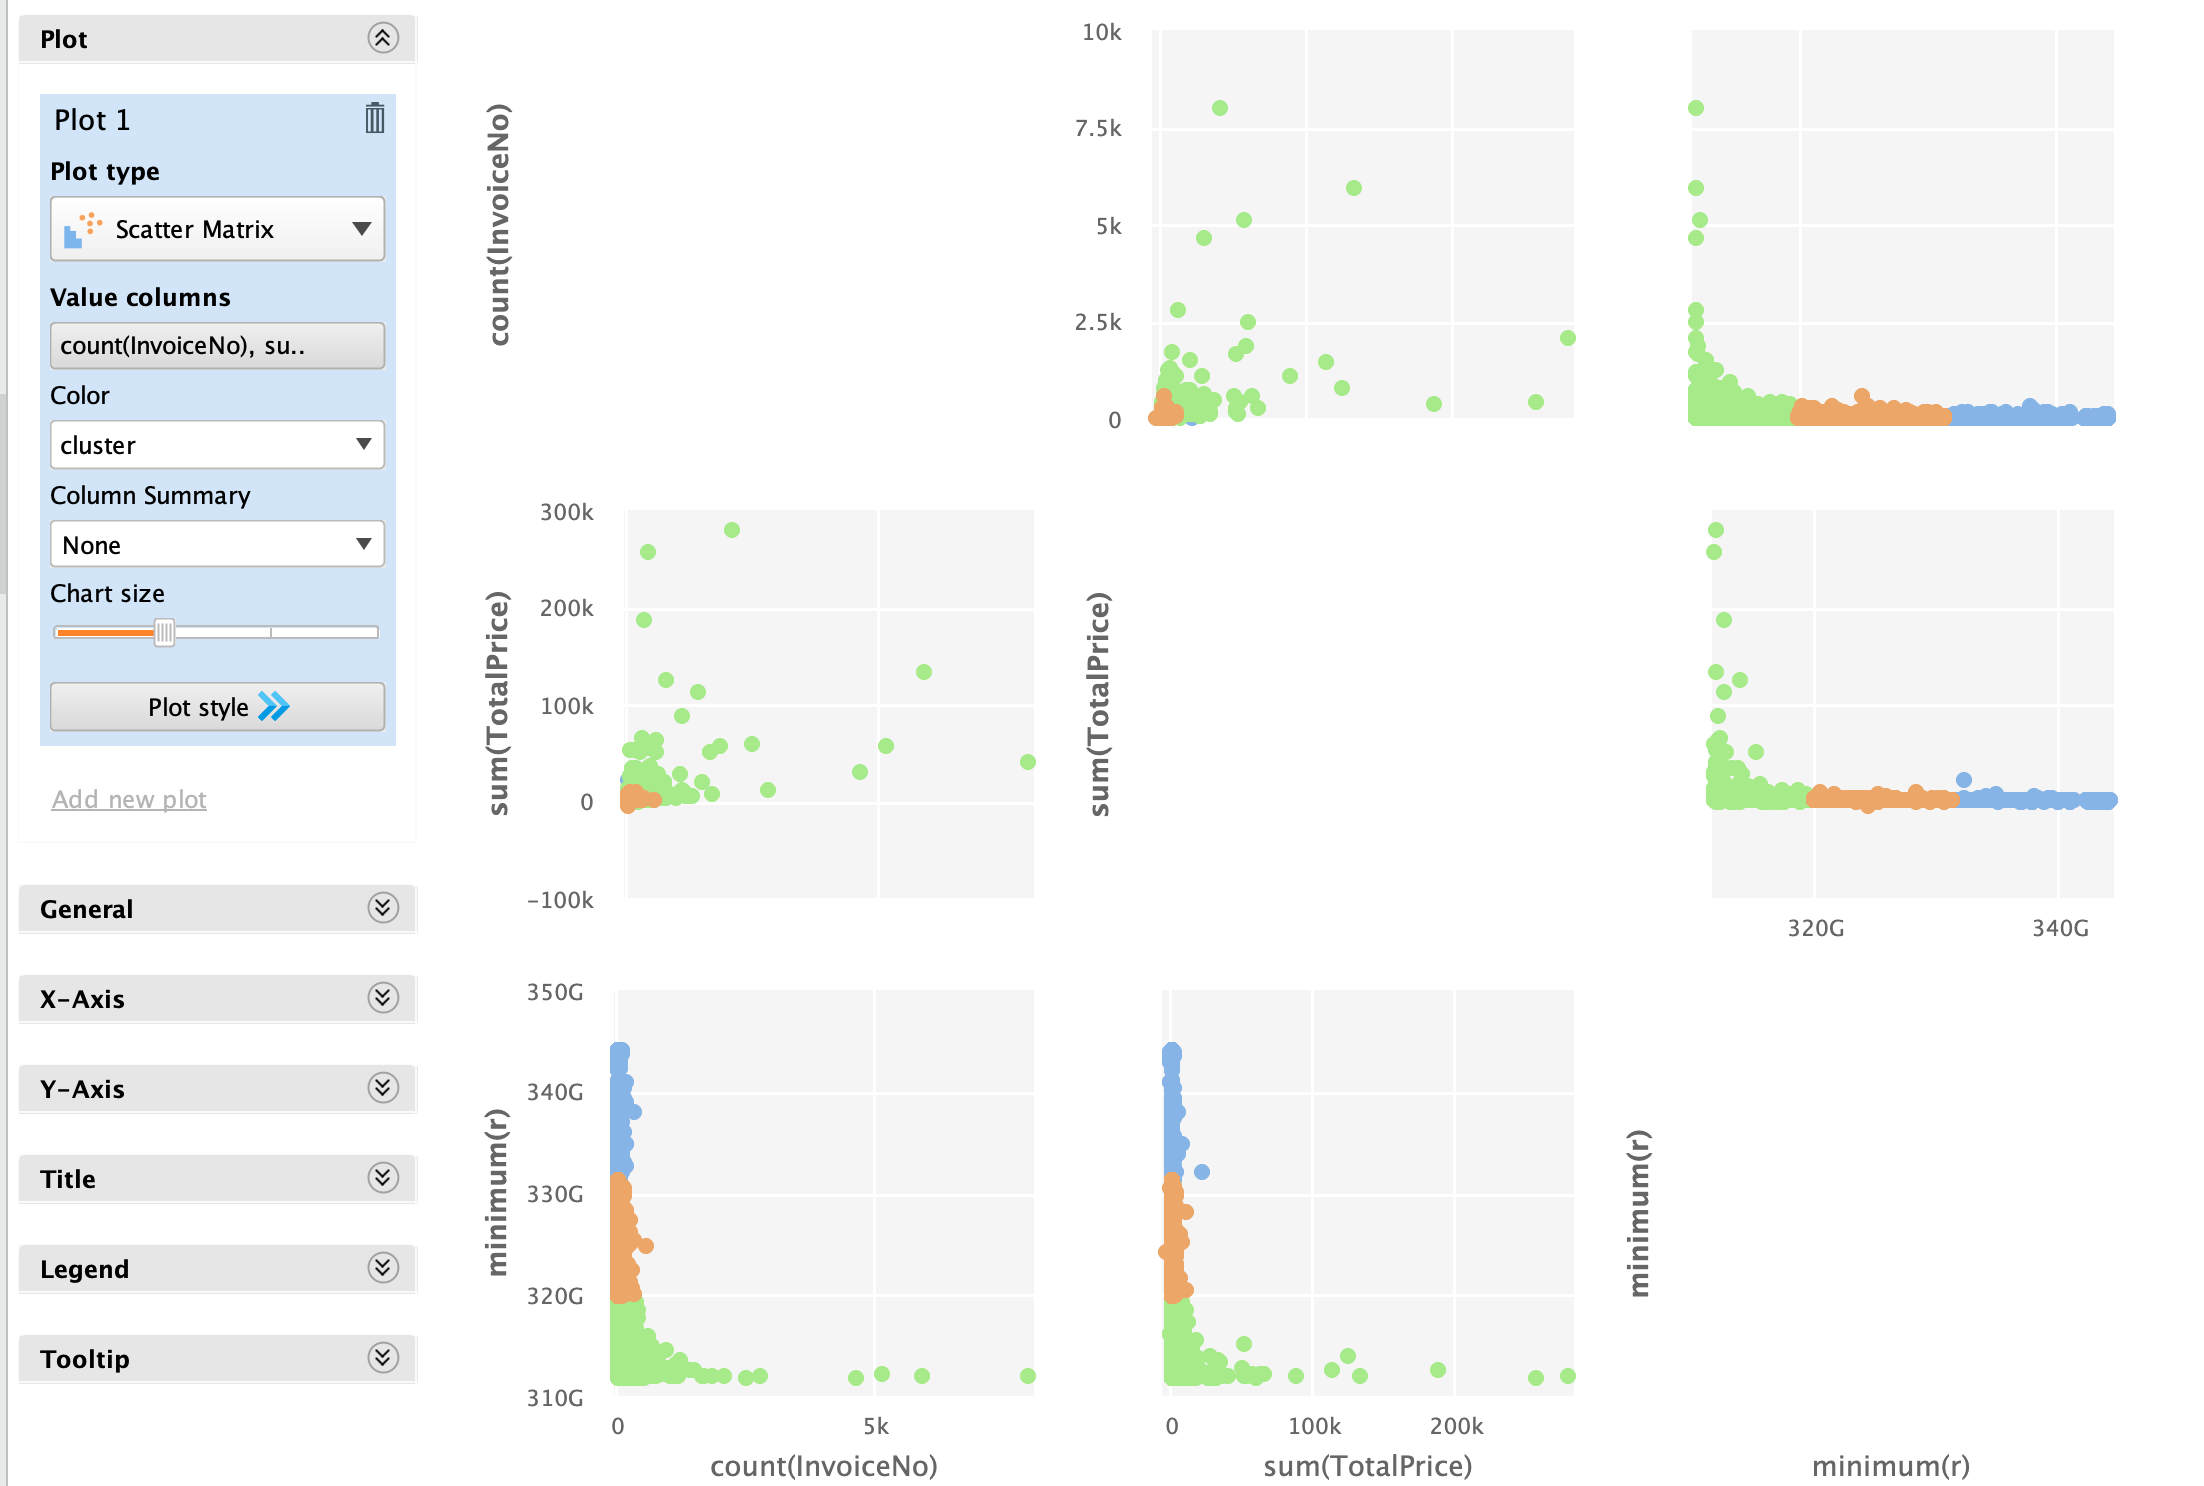 Plot
Plot 1
Plot type
Scatter Matrix
Value columns
count(InvoiceNo), su..
Color
cluster
Column Summary
None
Chart size
Plot style
Add new plot
General
X-Axis
Y-Axis
Title
Legend
Tooltip
count(InvoiceNo)
10k
7.5k
5k
2.5k
0
sum(TotalPrice)
300k
200k
100k
0
-100k
sum(TotalPrice)
320G
340G
minimum(r)
350G
340G
330G
320G
310G
minimum(r)
0
5k
0
100k
200k
count(InvoiceNo)
sum(TotalPrice)
minimum(r)